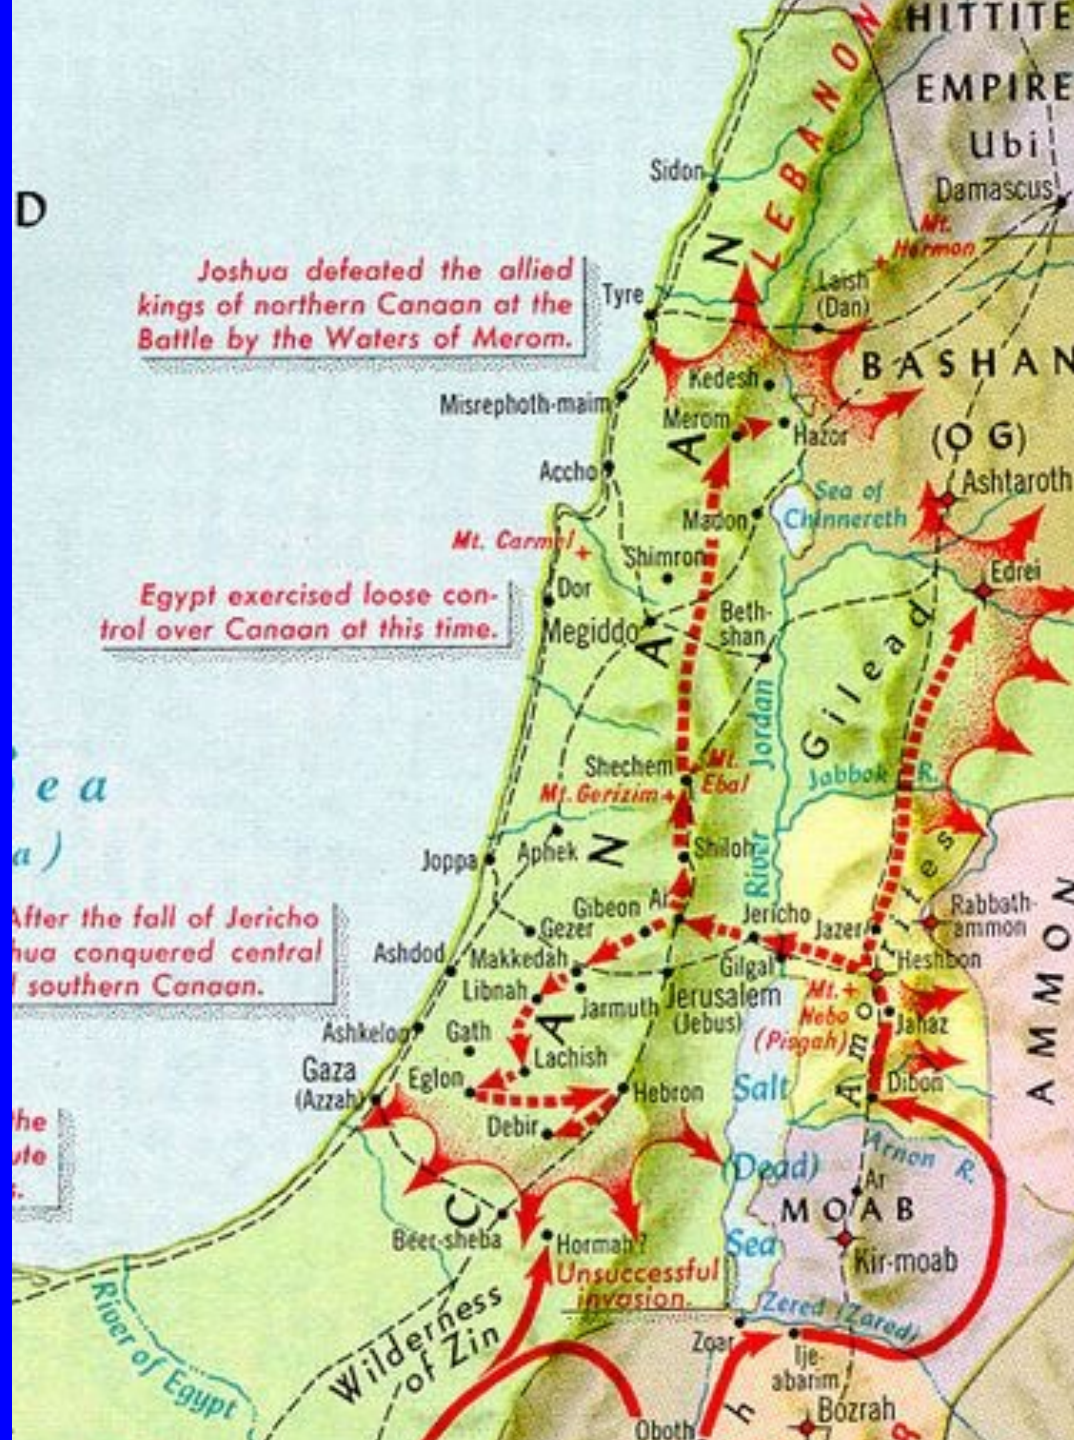 HITTITE
EMPIRE
Ubi
Damascus
LEBANON
Sidon
D
Mt.
Hermon
Joshua defeated the allied
kings of northern Canaan at the
Battle by the Waters of Merom.
Tyre
Laish
(Dan)
BASHAN
Kedesh
Misrephoth-maim
Merom
Hazor
(OG)
Accho
Ashtaroth
Sea of
Chinnereth
Madon
Mt. Carmel
Shimron
Edrei
Dor
Egypt exercised loose con-
trol over Canaan at this time.
Megiddo
Beth-
shan
Gilead
Jordan
River
Shechem
Mt.
Ebal
Mt. Gerizim
Jabbok R.
ea
a)
CANAAN
Joppa
Aphek
Shiloh
Amorites
AMMON
After the fall of Jericho
hua conquered central
southern Canaan.
Gibeon
Ai
Jericho
Jazer
Rabbath-
ammon
Gezer
Ashdod
Makkedah
Gilgal
Heshbon
Libnah
Jarmuth
Jerusalem
(Jebus)
Mt.
Nebo
(Pisgah)
Jahaz
Ashkelon
Gath
Lachish
Gaza
(Azzah)
Eglon
Hebron
Salt
(Dead)
Sea
Dibon
Debir
he
ute
s.
Arnon R.
Ar
MOAB
Beer-sheba
Hormah?
Kir-moab
Unsuccessful
invasion.
River of Egypt
Wilderness
of Zin
Zered (Zared)
Zoar
Ije-
abarim
Oboth
h
Bozrah